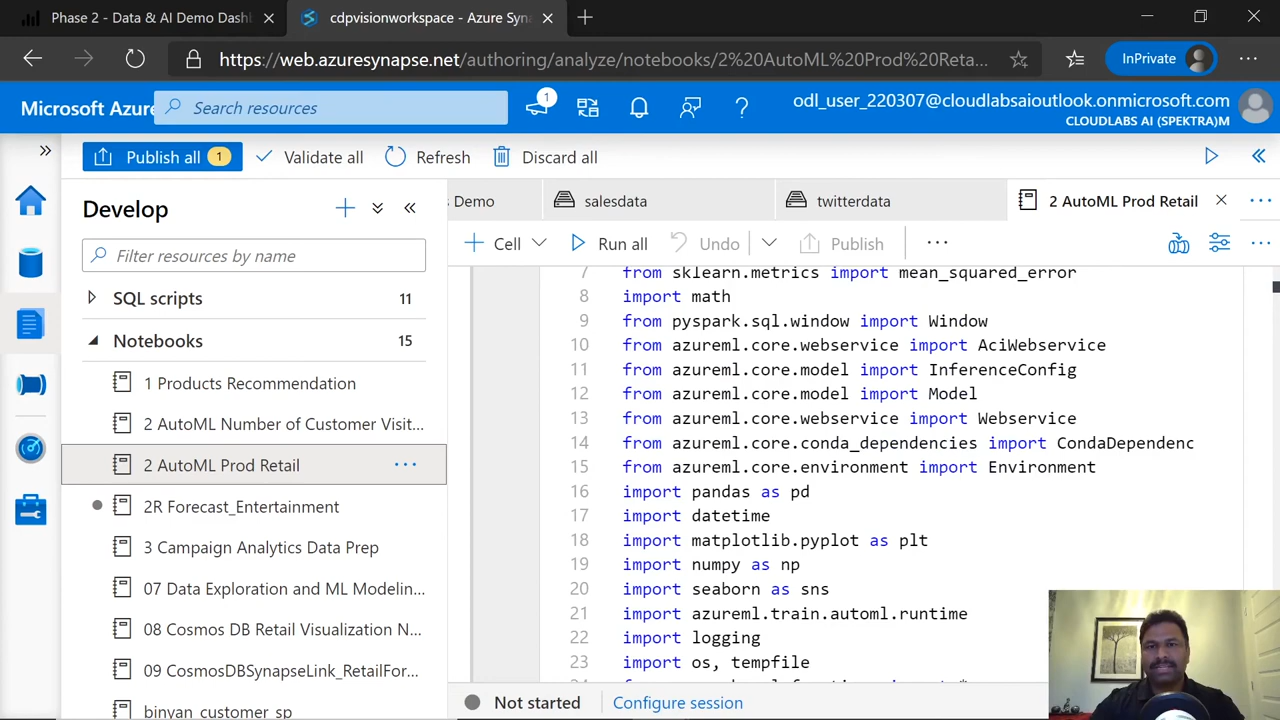 Phase 2 - Data & AI Demo Dashl
cdpvisionworkspace - Azure Syna
https://web.azuresynapse.net/authoring/analyze/notebooks/2%20AutoML%20Prod%20Reta...
InPrivate
Microsoft Azure
Search resources
1
odl_user_220307@cloudlabsaioutlook.onmicrosoft.com
CLOUDLABS AI (SPEKTRA)M
Publish all 1
Validate all
Refresh
Discard all
Develop
s Demo
salesdata
twitterdata
2 AutoML Prod Retail
Cell
Run all
Undo
Publish
Filter resources by name
SQL scripts 11
Notebooks 15
1 Products Recommendation
2 AutoML Number of Customer Visit...
2 AutoML Prod Retail
2R Forecast_Entertainment
3 Campaign Analytics Data Prep
07 Data Exploration and ML Modelin...
08 Cosmos DB Retail Visualization N...
09 CosmosDBSynapseLink_RetailFor...
binyan_customer_sp
7 from sklearn.metrics import mean_squared_error
8 import math
9 from pyspark.sql.window import Window
10 from azureml.core.webservice import AciWebservice
11 from azureml.core.model import InferenceConfig
12 from azureml.core.model import Model
13 from azureml.core.webservice import Webservice
14 from azureml.core.conda_dependencies import CondaDependenc
15 from azureml.core.environment import Environment
16 import pandas as pd
17 import datetime
18 import matplotlib.pyplot as plt
19 import numpy as np
20 import seaborn as sns
21 import azureml.train.automl.runtime
22 import logging
23 import os, tempfile
Not started
Configure session